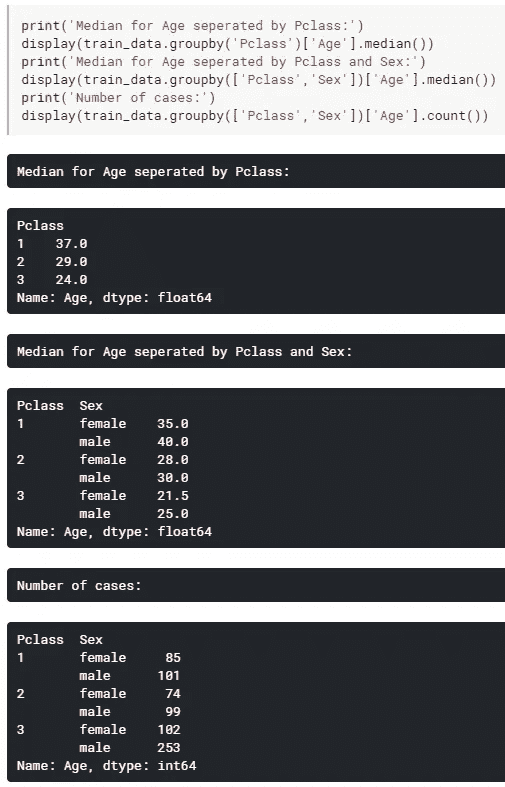 print('Median for Age seperated by Pclass:')
display(train_data.groupby('Pclass')['Age'].median())
print('Median for Age seperated by Pclass and Sex:')
display(train_data.groupby(['Pclass','Sex'])['Age'].median())
print('Number of cases:')
display(train_data.groupby(['Pclass','Sex'])['Age'].count())
Median for Age seperated by Pclass:
Pclass
1    37.0
2    29.0
3    24.0
Name: Age, dtype: float64
Median for Age seperated by Pclass and Sex:
Pclass  Sex
1       female    35.0
        male      40.0
2       female    28.0
        male      30.0
3       female    21.5
        male      25.0
Name: Age, dtype: float64
Number of cases:
Pclass  Sex
1       female     85
        male      101
2       female     74
        male       99
3       female    102
        male      253
Name: Age, dtype: int64